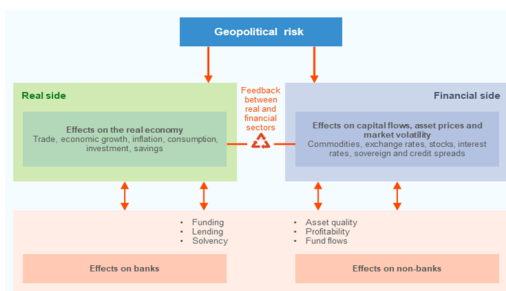 Geopolitical risk
Real side
Feedback
between
real and
financial
sectors
Financial side
Effects on the real economy
Trade, economic growth, inflation, consumption,
investment, savings
Effects on capital flows, asset prices and
market volatility
Commodities, exchange rates, stocks, interest
rates, sovereign and credit spreads
• Funding
• Lending
• Solvency
• Asset quality
• Profitability
• Fund flows
Effects on banks
Effects on non-banks